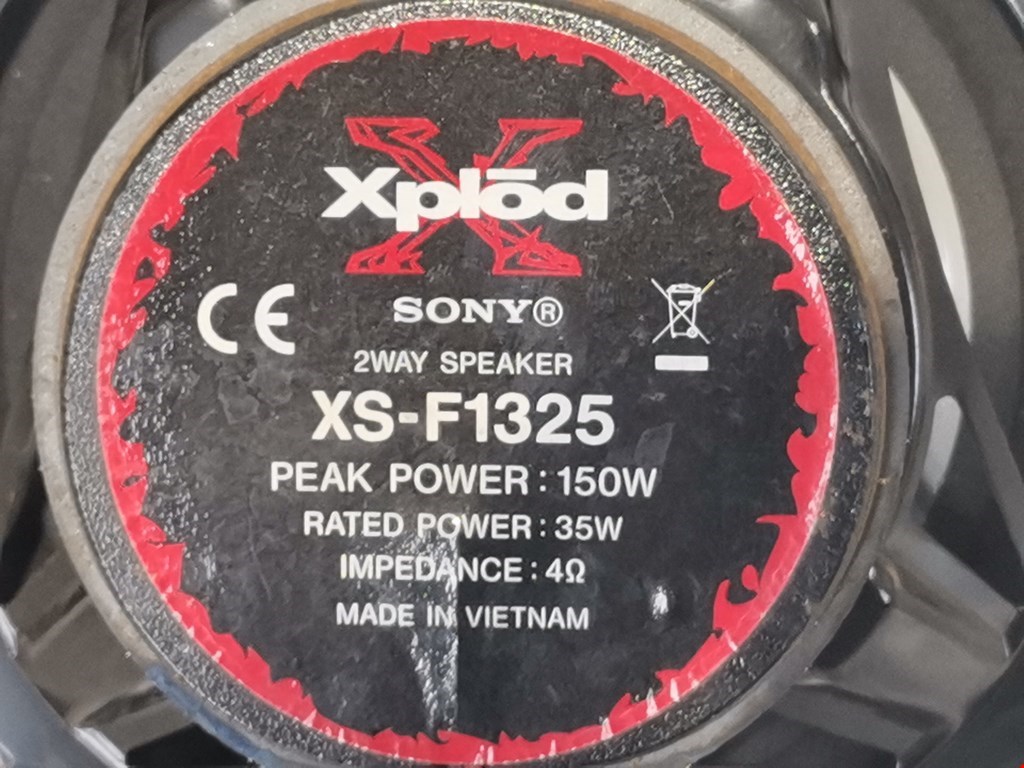 Xplōd
CE
SONY®
2WAY SPEAKER
XS-F1325
PEAK POWER : 150W
RATED POWER : 35W
IMPEDANCE : 4Ω
MADE IN VIETNAM